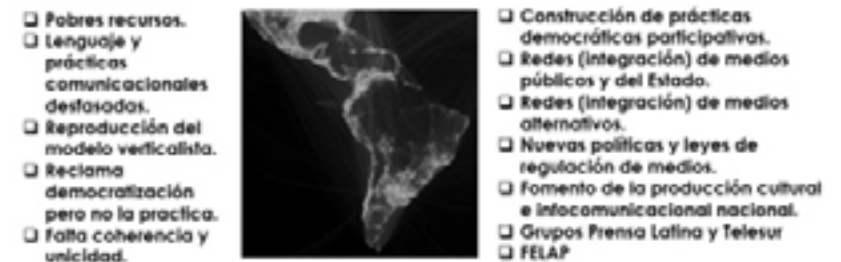 ❑ Pobres recursos.
❑ Lenguaje y
prácticas
comunicacionales
desfasadas.
❑ Reproducción del
modelo verticalista.
❑ Reclama
democratización
pero no la practica.
❑ Falta coherencia y
unicidad.
❑ Construcción de prácticas
democráticas participativas.
❑ Redes (integración) de medios
públicos y del Estado.
❑ Redes (integración) de medios
alternativos.
❑ Nuevas políticas y leyes de
regulación de medios.
❑ Fomento de la producción cultural
e infocomunicacional nacional.
❑ Grupos Prensa Latina y Telesur
❑ FELAP